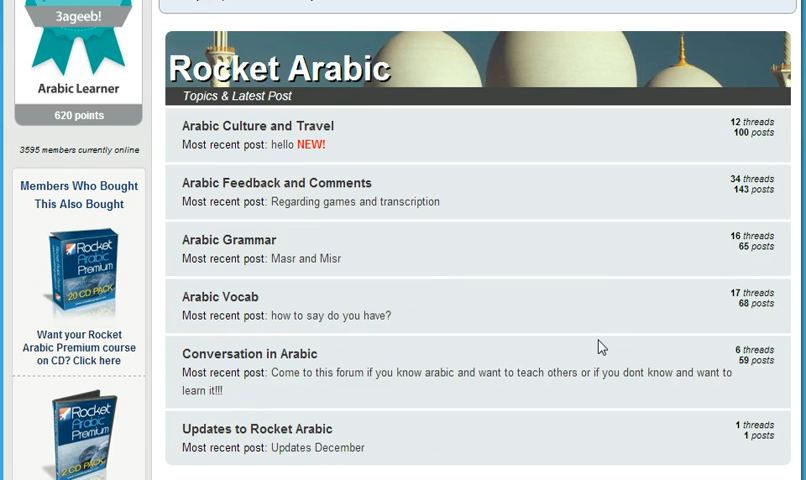 3ageeb!
Arabic Learner
620 points
3595 members currently online
Members Who Bought
This Also Bought
Rocket
Arabic
Premium
20 CD PACK
Want your Rocket
Arabic Premium course
on CD? Click here
Rocket
Arabic
Premium
2 CD PACK
Rocket Arabic
Topics & Latest Post
Arabic Culture and Travel
12 threads
100 posts
Most recent post: hello NEW!
Arabic Feedback and Comments
34 threads
143 posts
Most recent post: Regarding games and transcription
Arabic Grammar
16 threads
65 posts
Most recent post: Masr and Misr
Arabic Vocab
17 threads
68 posts
Most recent post: how to say do you have?
Conversation in Arabic
6 threads
59 posts
Most recent post: Come to this forum if you know arabic and want to teach others or if you dont know and want to
learn it!!!
Updates to Rocket Arabic
1 threads
1 posts
Most recent post: Updates December